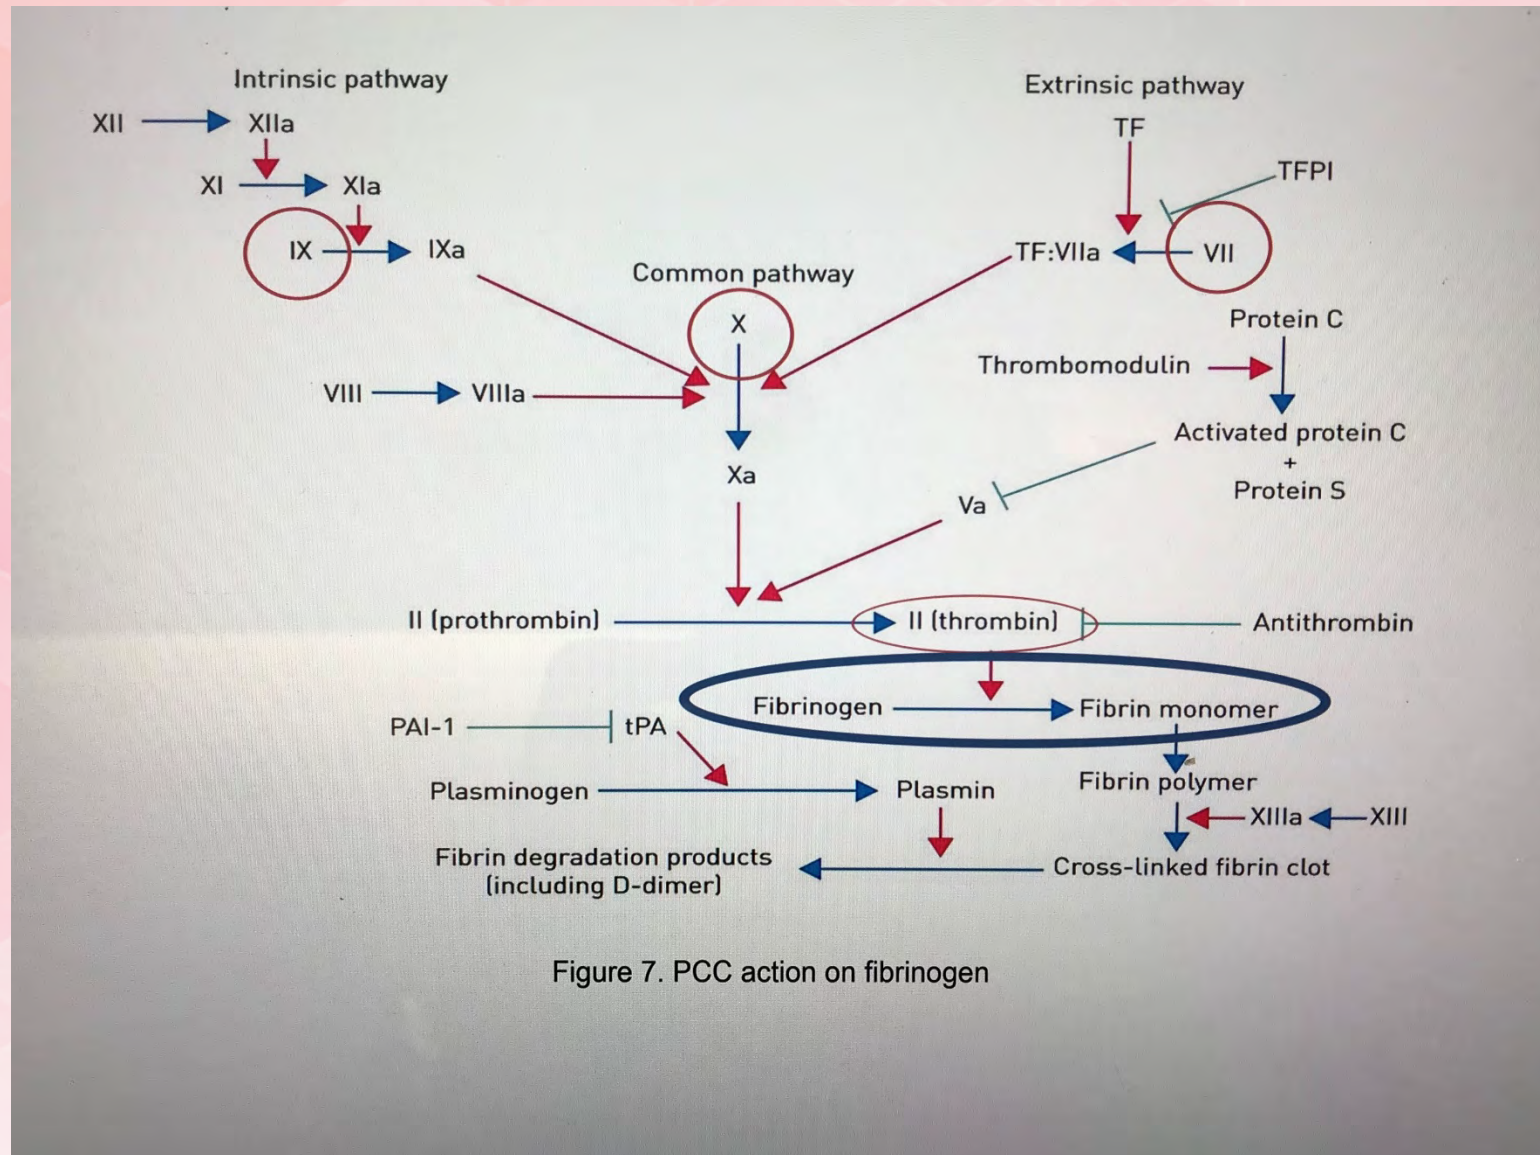 Intrinsic pathway
Extrinsic pathway
XII
XIIa
TF
TFPI
XI
XIa
IX
IXa
TF:VIIa
VII
Common pathway
X
Protein C
Thrombomodulin
VIII
VIIIa
Activated protein C
+
Protein S
Xa
Va
II (prothrombin)
II (thrombin)
Antithrombin
Fibrinogen
Fibrin monomer
PAI-1
tPA
Fibrin polymer
Plasminogen
Plasmin
XIIIa
XIII
Fibrin degradation products
(including D-dimer)
Cross-linked fibrin clot
Figure 7. PCC action on fibrinogen